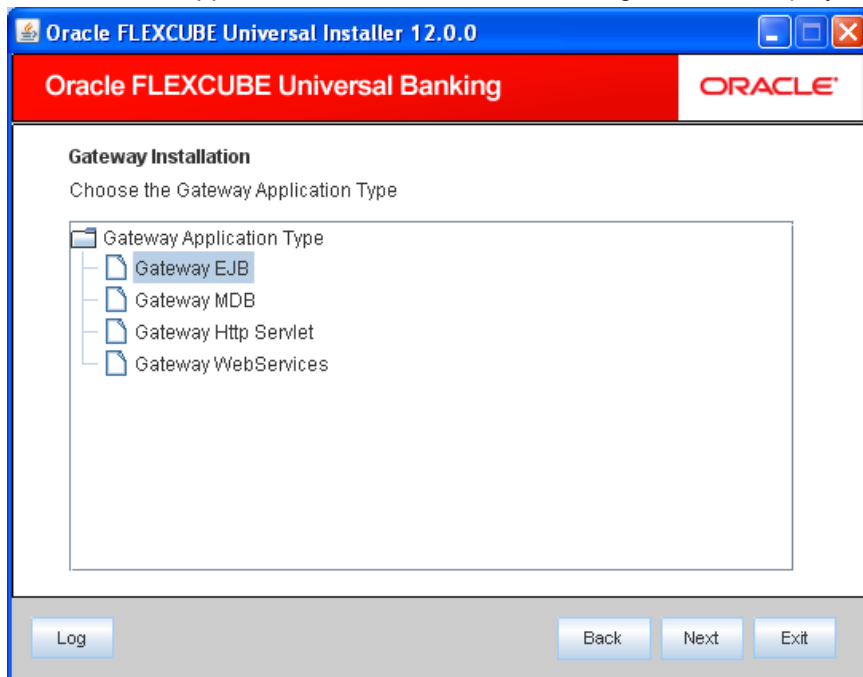 Oracle FLEXCUBE Universal Installer 12.0.0
Oracle FLEXCUBE Universal Banking
ORACLE
Gateway Installation
Choose the Gateway Application Type
Gateway Application Type
Gateway EJB
Gateway MDB
Gateway Http Servlet
Gateway WebServices
Log Back Next Exit